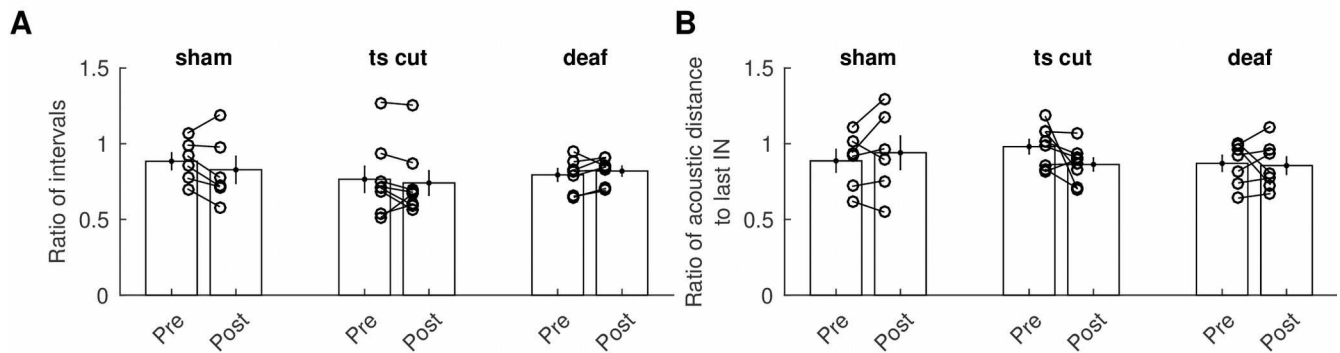 A
sham
ts cut
deaf
Ratio of intervals
1.5
1
0.5
0
Pre
Post
Pre
Post
Pre
Post
B
sham
ts cut
deaf
Ratio of acoustic distance
to last IN
1.5
1
0.5
0
Pre
Post
Pre
Post
Pre
Post